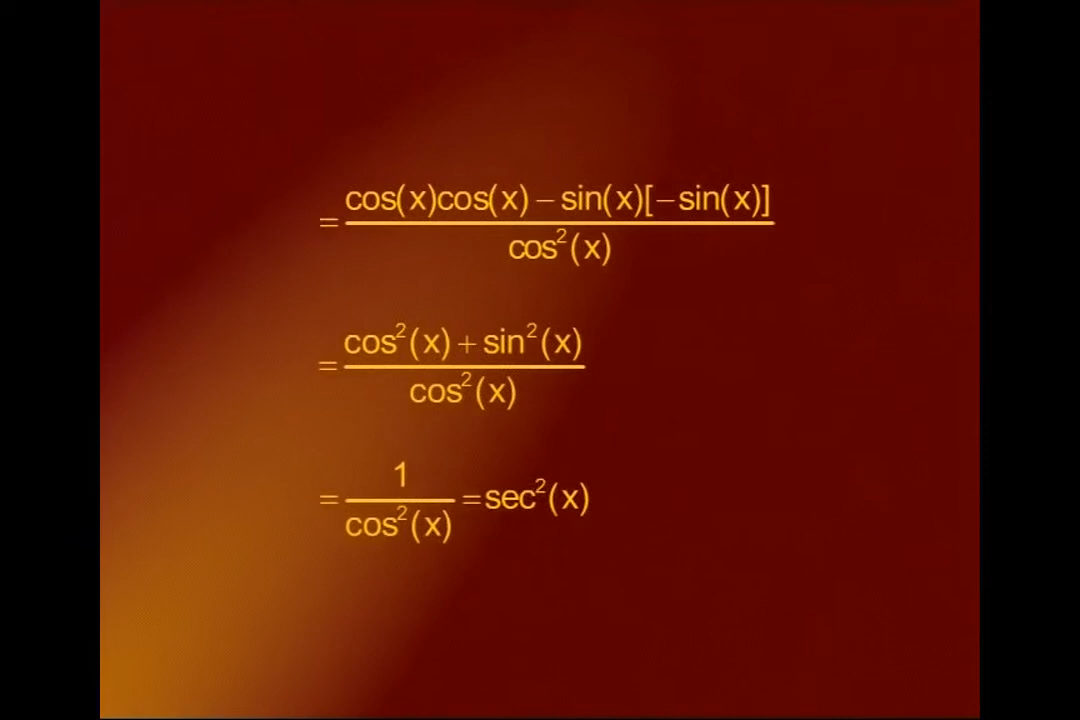 = cos(x)cos(x) − sin(x)[−sin(x)]
cos²(x)
= cos²(x) + sin²(x)
cos²(x)
= 1
cos²(x) = sec²(x)